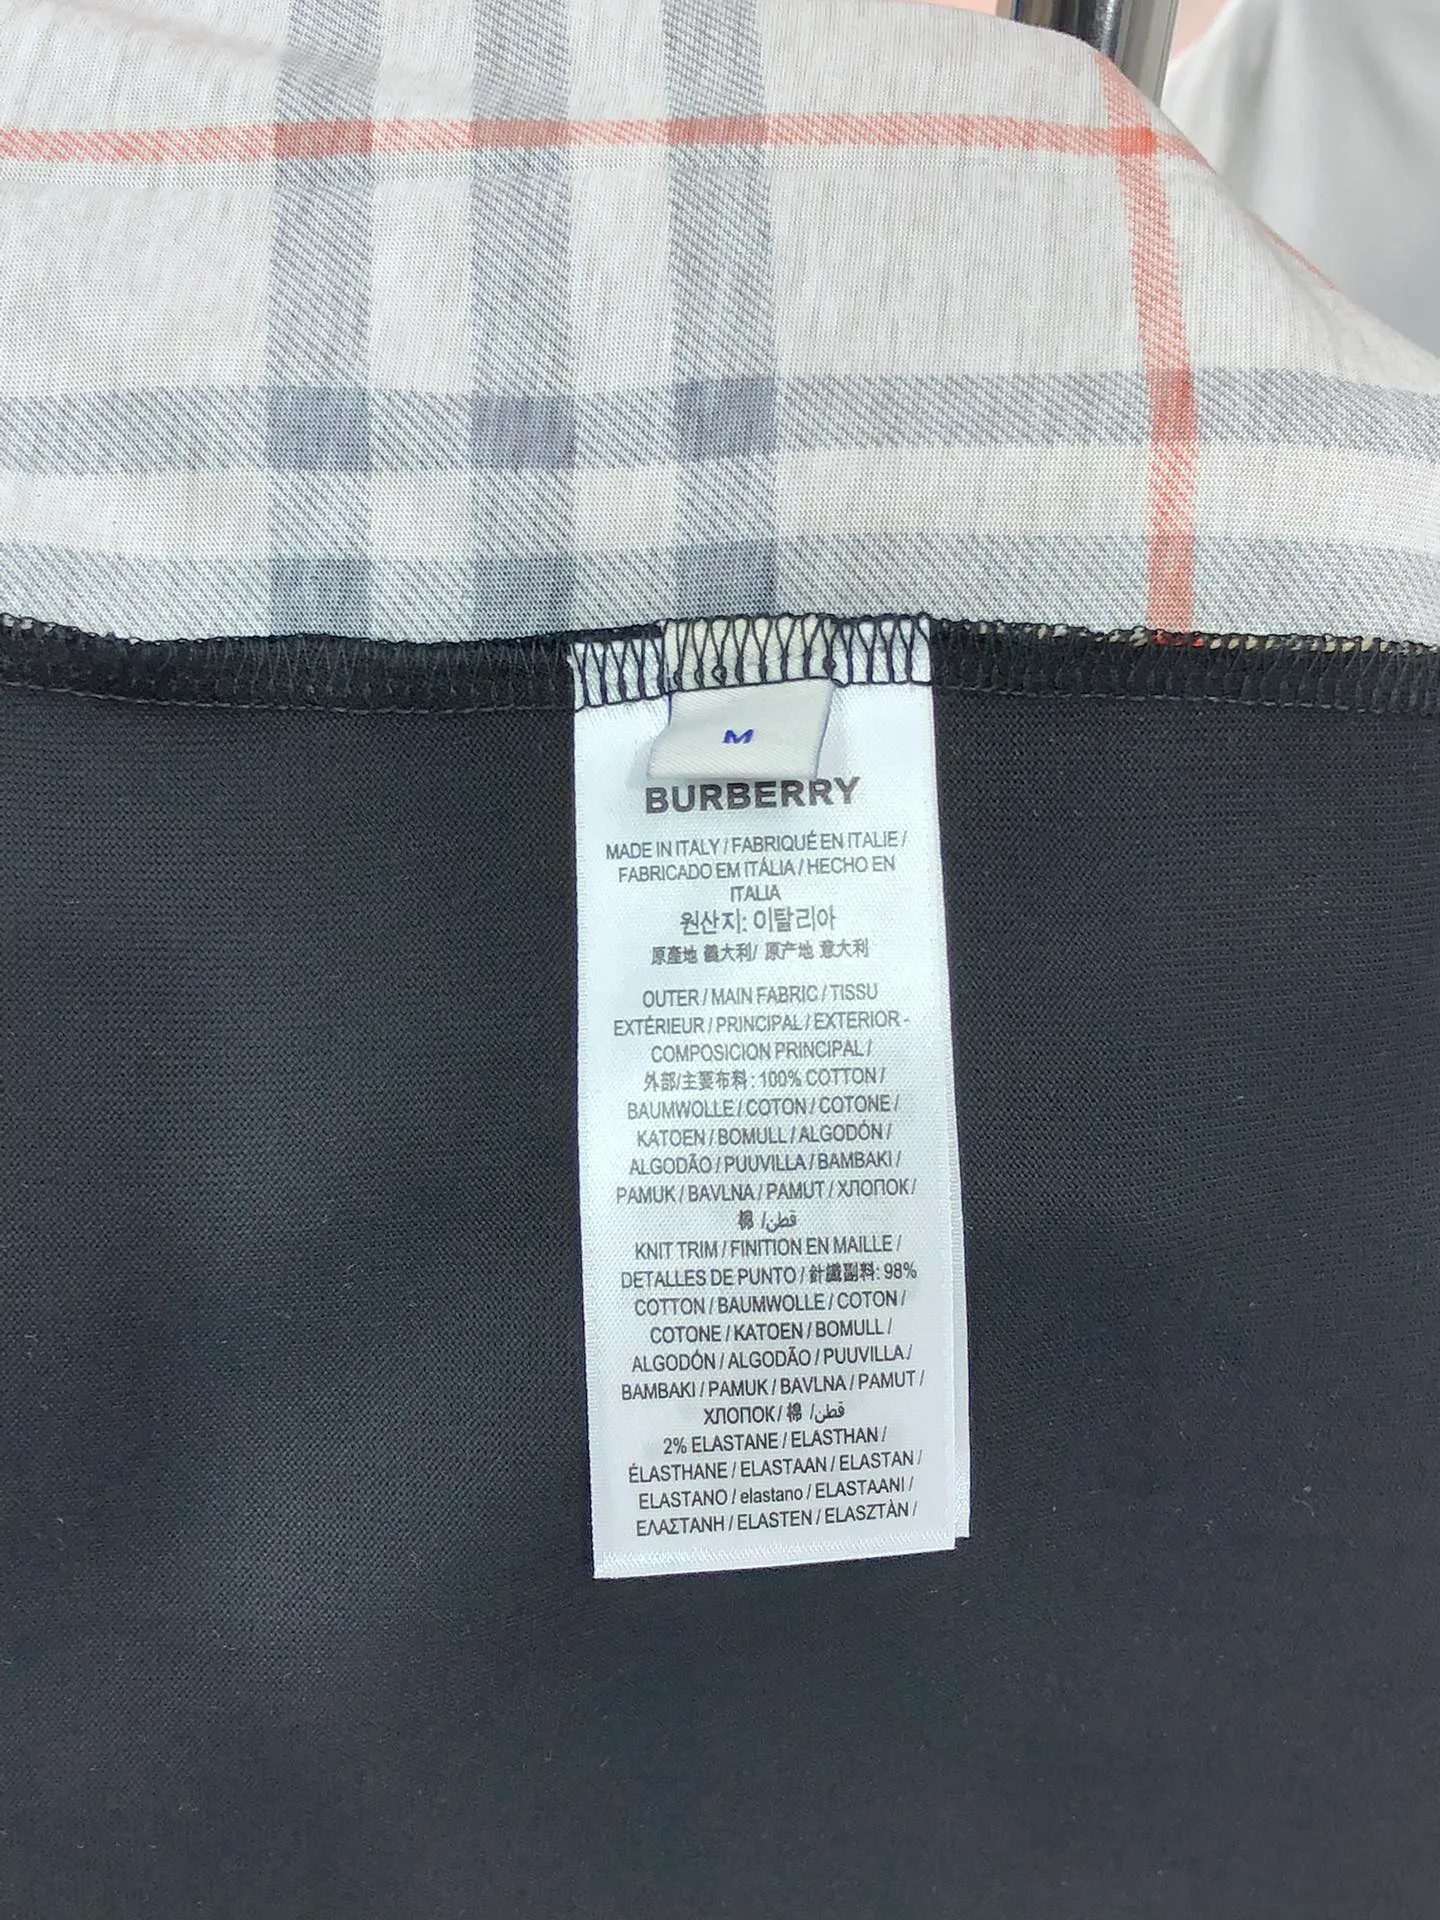 M
BURBERRY
MADE IN ITALY / FABRIQUÉ EN ITALIE /
FABRICADO EM ITÁLIA / HECHO EN
ITALIA
원산지: 이탈리아
原產地 義大利/ 原产地 意大利
OUTER / MAIN FABRIC / TISSU
EXTÉRIEUR / PRINCIPAL / EXTERIOR -
COMPOSICION PRINCIPAL /
外部/主要布料: 100% COTTON /
BAUMWOLLE / COTON / COTONE /
KATOEN / BOMULL / ALGODÓN /
ALGODÃO / PUUVILLA / BAMBAKI /
PAMUK / BAVLNA / PAMUT / ХЛОПОК /
棉 /قطن
KNIT TRIM / FINITION EN MAILLE /
DETALLES DE PUNTO / 針織副料: 98%
COTTON / BAUMWOLLE / COTON /
COTONE / KATOEN / BOMULL /
ALGODÓN / ALGODÃO / PUUVILLA /
BAMBAKI / PAMUK / BAVLNA / PAMUT /
ХЛОПОК / 棉 /قطن
2% ELASTANE / ELASTHAN /
ÉLASTHANE / ELASTAAN / ELASTAN /
ELASTANO / elastano / ELASTAANI /
ΕΛΑΣΤΑΝΗ / ELASTEN / ELASZTÀN /